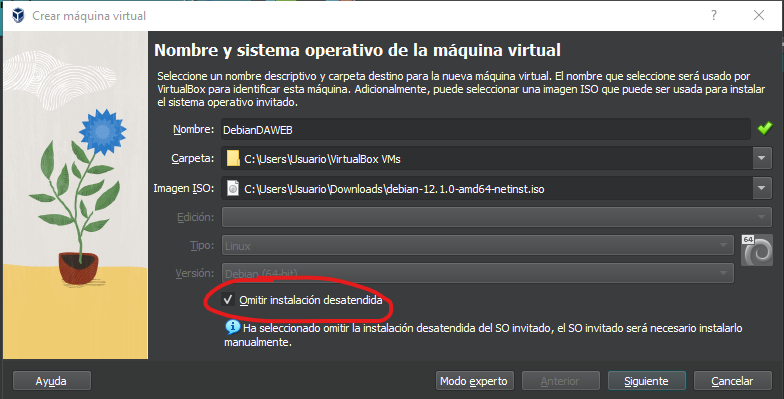 Crear máquina virtual
Nombre y sistema operativo de la máquina virtual
Seleccione un nombre descriptivo y carpeta destino para la nueva máquina virtual. El nombre que seleccione será usado por
VirtualBox para identificar esta máquina. Adicionalmente, puede seleccionar una imagen ISO que puede ser usada para instalar
el sistema operativo invitado.
Nombre: DebianDAWEB
Carpeta: C:\Users\Usuario\VirtualBox VMs
Imagen ISO: C:\Users\Usuario\Downloads\debian-12.1.0-amd64-netinst.iso
Edición:
Tipo: Linux
64
Versión: Debian (64-bit)
Omitir instalación desatendida
Ha seleccionado omitir la instalación desatendida del SO invitado, el SO invitado será necesario instalarlo
manualmente.
Ayuda Modo experto Anterior Siguiente Cancelar